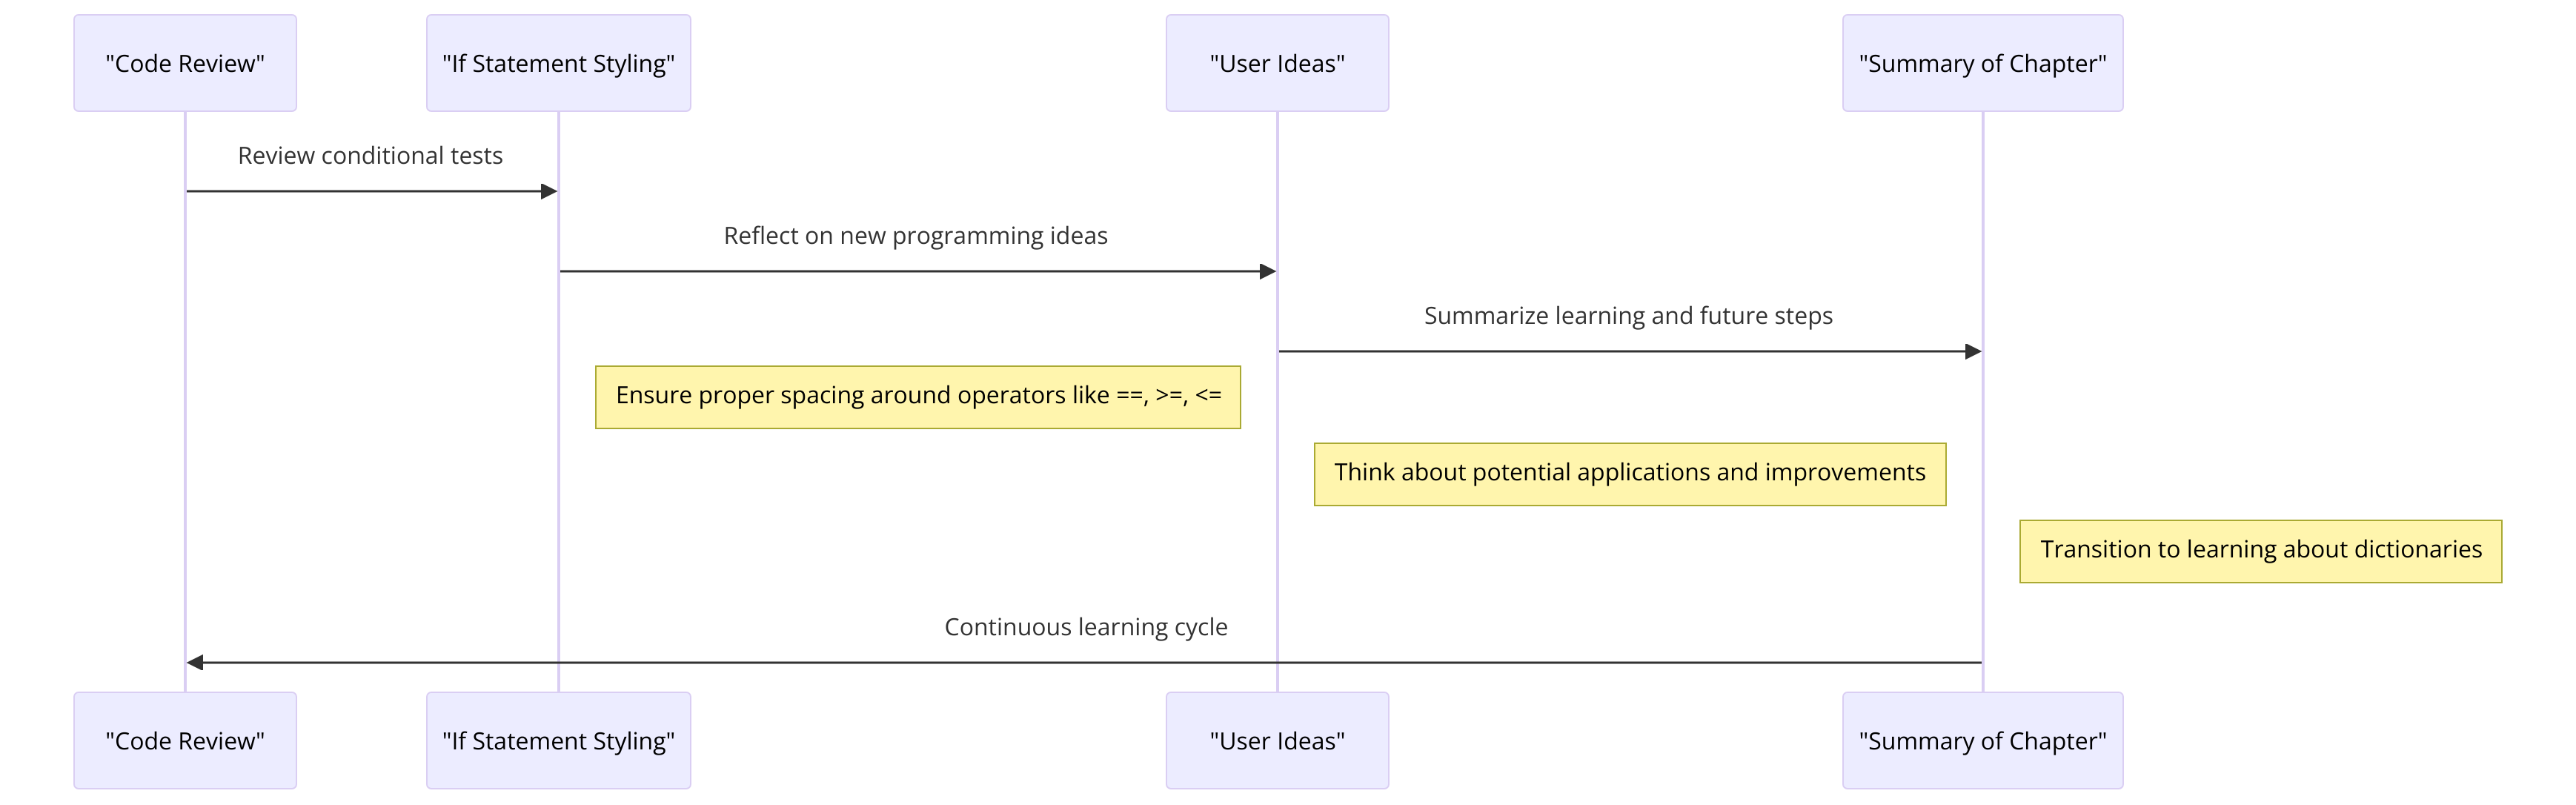 "Code Review"
"If Statement Styling"
"User Ideas"
"Summary of Chapter"
Review conditional tests
Reflect on new programming ideas
Summarize learning and future steps
Ensure proper spacing around operators like ==, >=, <=
Think about potential applications and improvements
Transition to learning about dictionaries
Continuous learning cycle
"Code Review"
"If Statement Styling"
"User Ideas"
"Summary of Chapter"